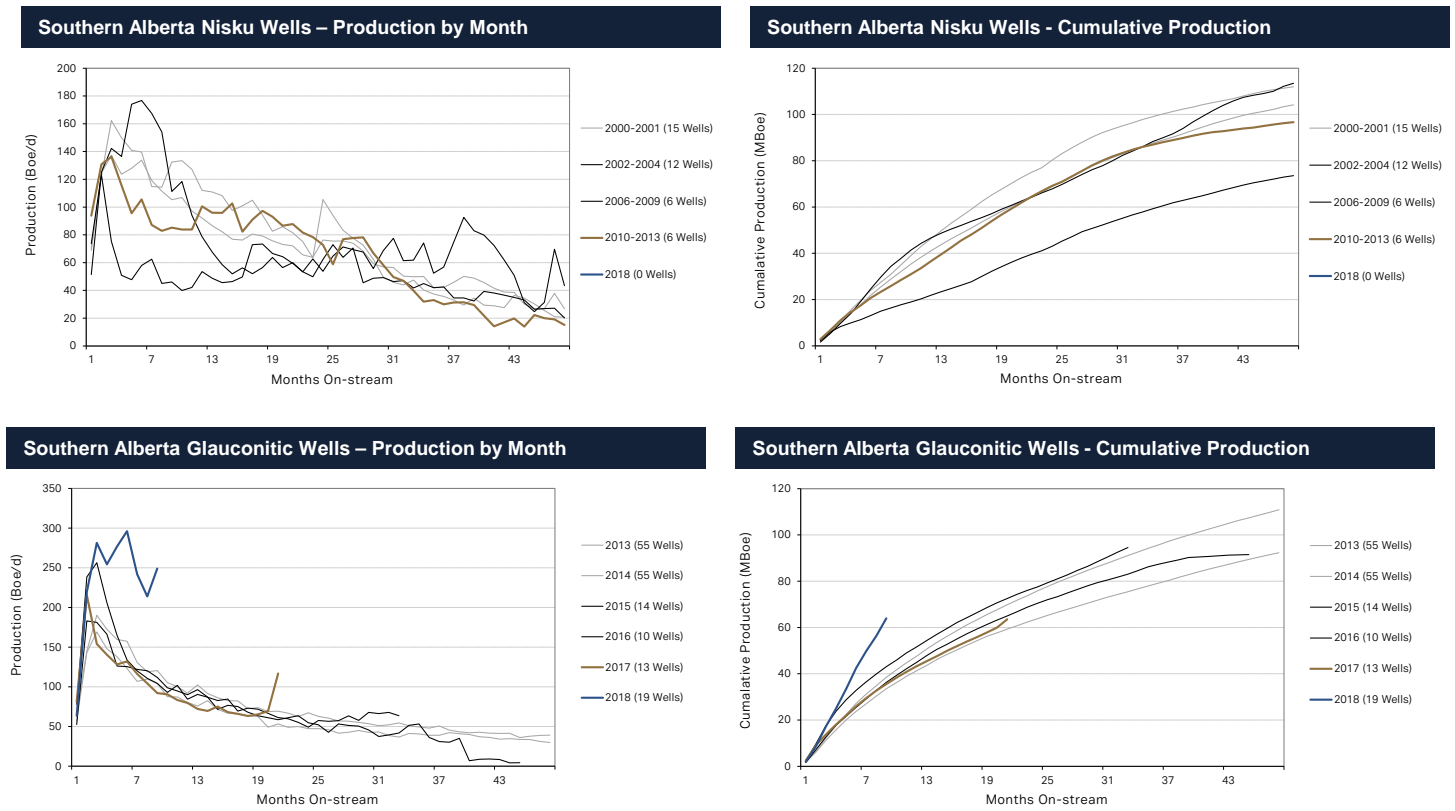 Southern Alberta Nisku Wells – Production by Month
Production (Boe/d)
200
180
160
140
120
100
80
60
40
20
0
1 7 13 19 25 31 37 43
Months On-stream
2000-2001 (15 Wells)
2002-2004 (12 Wells)
2006-2009 (6 Wells)
2010-2013 (6 Wells)
2018 (0 Wells)
Southern Alberta Nisku Wells - Cumulative Production
Cumalative Production (MBoe)
120
100
80
60
40
20
0
1 7 13 19 25 31 37 43
Months On-stream
2000-2001 (15 Wells)
2002-2004 (12 Wells)
2006-2009 (6 Wells)
2010-2013 (6 Wells)
2018 (0 Wells)
Southern Alberta Glauconitic Wells – Production by Month
Production (Boe/d)
350
300
250
200
150
100
50
0
1 7 13 19 25 31 37 43
Months On-stream
2013 (55 Wells)
2014 (55 Wells)
2015 (14 Wells)
2016 (10 Wells)
2017 (13 Wells)
2018 (19 Wells)
Southern Alberta Glauconitic Wells - Cumulative Production
Cumalative Production (MBoe)
120
100
80
60
40
20
0
1 7 13 19 25 31 37 43
Months On-stream
2013 (55 Wells)
2014 (55 Wells)
2015 (14 Wells)
2016 (10 Wells)
2017 (13 Wells)
2018 (19 Wells)